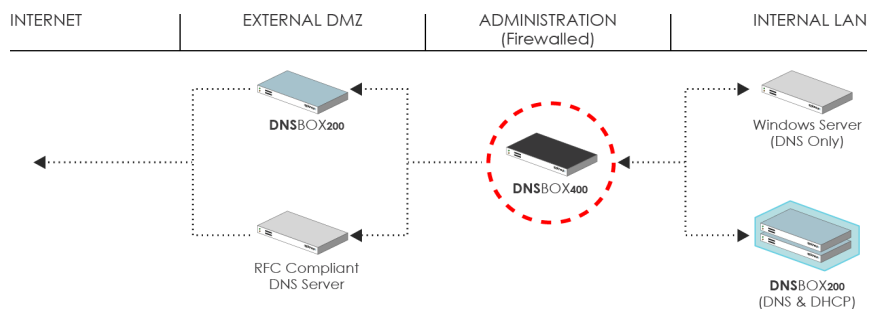 INTERNET
EXTERNAL DMZ
ADMINISTRATION
(Firewalled)
INTERNAL LAN
DNSBOX200
DNSBOX400
Windows Server
(DNS Only)
RFC Compliant
DNS Server
DNSBOX200
(DNS & DHCP)